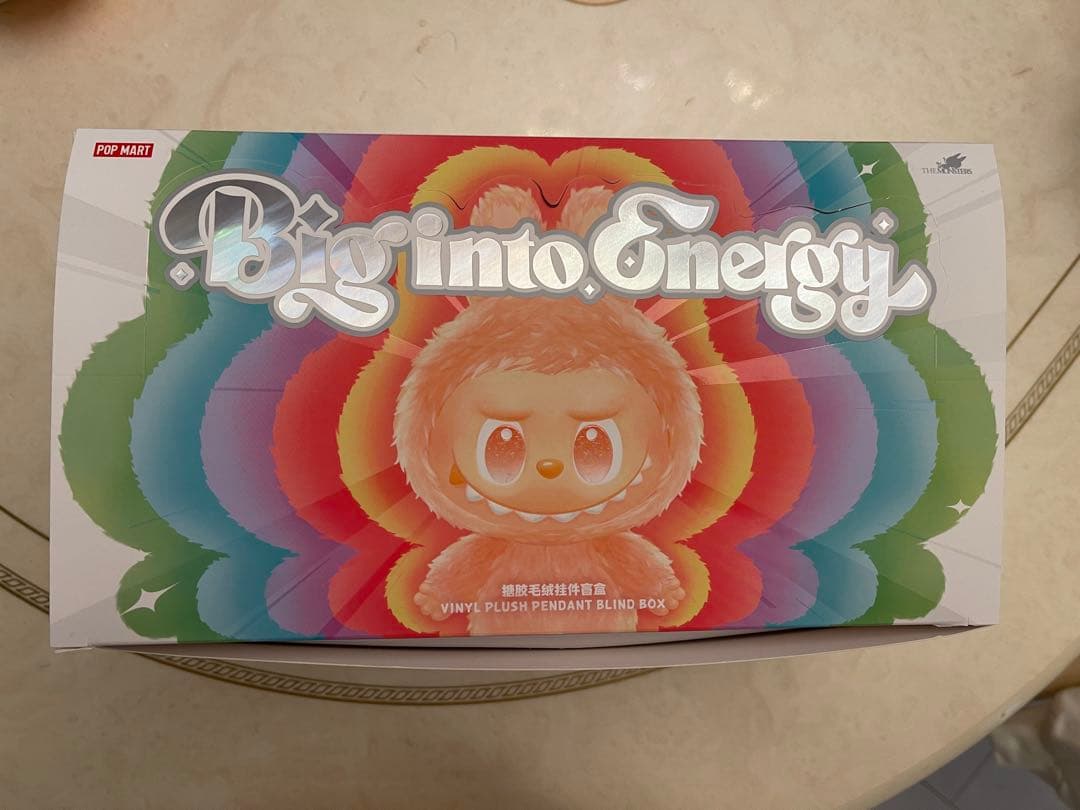 POP MART
THE MONSTERS
Big into Energy
搪胶毛绒挂件盲盒
VINYL PLUSH PENDANT BLIND BOX